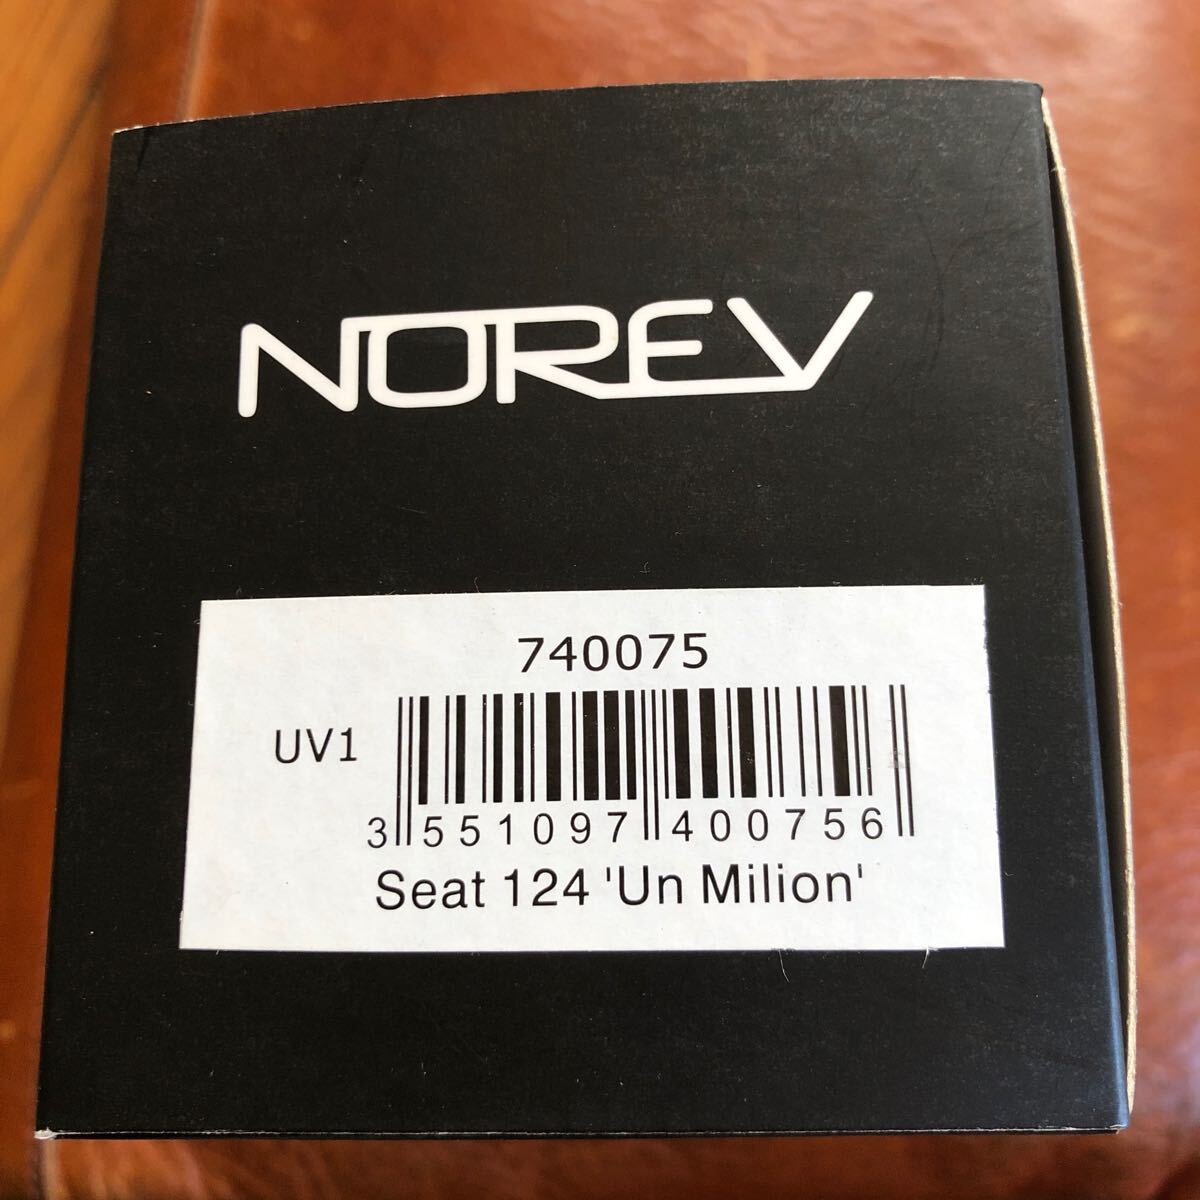 NOREV
740075
UV1
3 551097 400756
Seat 124 'Un Milion'